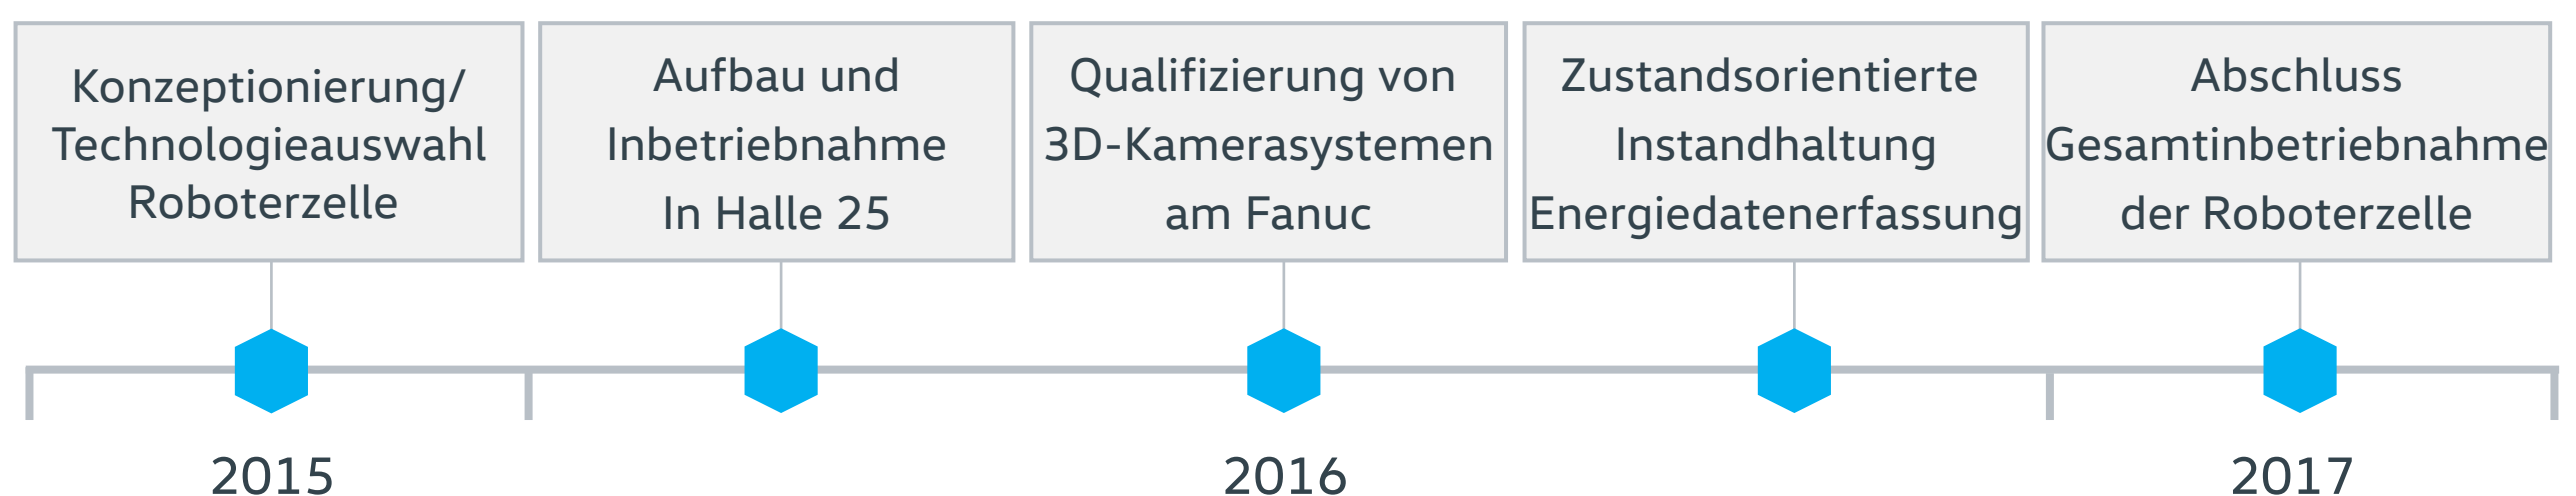 Konzeptionierung/
Technologieauswahl
Roboterzelle
Aufbau und
Inbetriebnahme
In Halle 25
Qualifizierung von
3D-Kamerasystemen
am Fanuc
Zustandsorientierte
Instandhaltung
Energiedatenerfassung
Abschluss
Gesamtinbetriebnahme
der Roboterzelle
2015
2016
2017